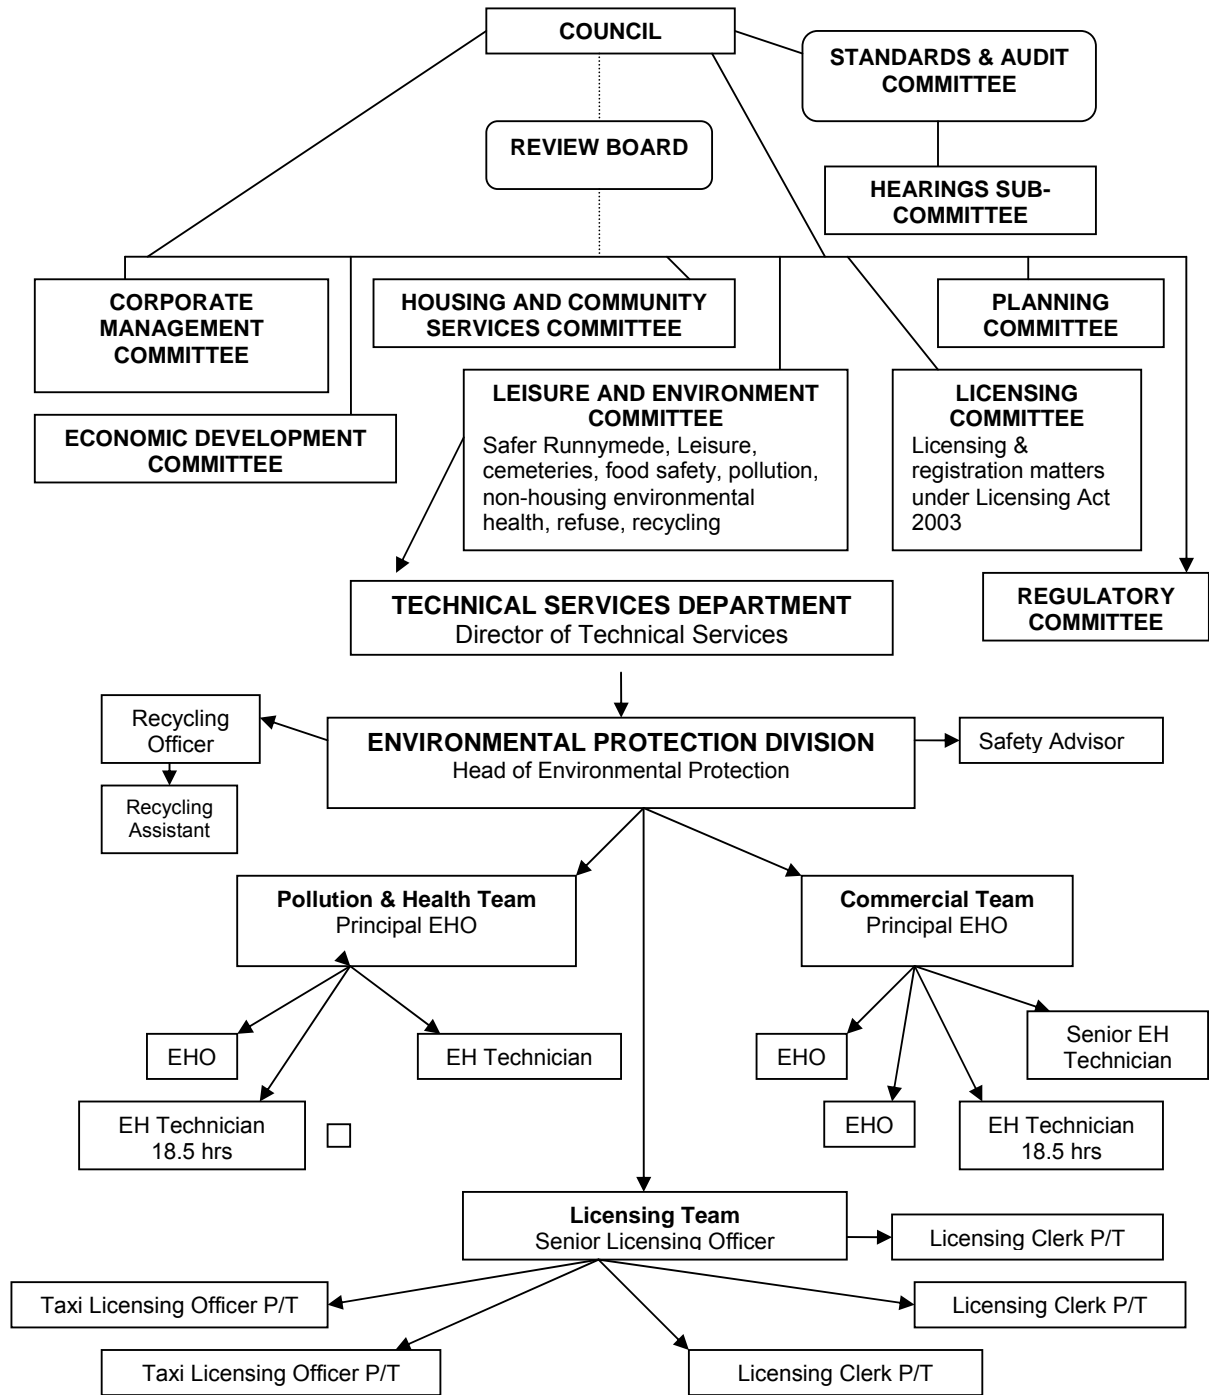 COUNCIL
STANDARDS & AUDIT
COMMITTEE
REVIEW BOARD
HEARINGS SUB-
COMMITTEE
CORPORATE
MANAGEMENT
COMMITTEE
HOUSING AND COMMUNITY
SERVICES COMMITTEE
PLANNING
COMMITTEE
ECONOMIC DEVELOPMENT
COMMITTEE
LEISURE AND ENVIRONMENT
COMMITTEE
Safer Runnymede, Leisure,
cemeteries, food safety, pollution,
non-housing environmental
health, refuse, recycling
LICENSING
COMMITTEE
Licensing &
registration matters
under Licensing Act
2003
TECHNICAL SERVICES DEPARTMENT
Director of Technical Services
REGULATORY
COMMITTEE
Recycling
Officer
ENVIRONMENTAL PROTECTION DIVISION
Head of Environmental Protection
Safety Advisor
Recycling
Assistant
Pollution & Health Team
Principal EHO
Commercial Team
Principal EHO
EHO
EH Technician
EHO
Senior EH
Technician
EH Technician
18.5 hrs
EHO
EH Technician
18.5 hrs
Licensing Team
Senior Licensing Officer
Licensing Clerk P/T
Taxi Licensing Officer P/T
Licensing Clerk P/T
Taxi Licensing Officer P/T
Licensing Clerk P/T